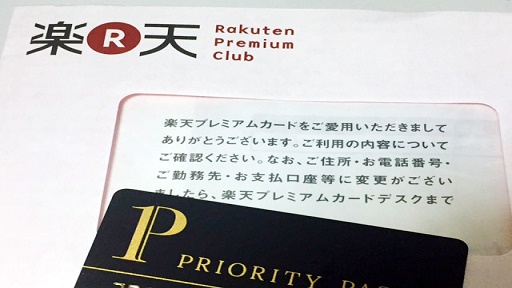 楽R天
Rakuten
Premium
Club
楽天プレミアムカードをご愛用いただきまして
ありがとうございます。ご利用の内容について
ご確認ください。なお、ご住所・お電話番号・
ご勤務先・お支払口座等に変更がござい
ましたら、楽天プレミアムカードデスクまで
P
PRIORITY PAS